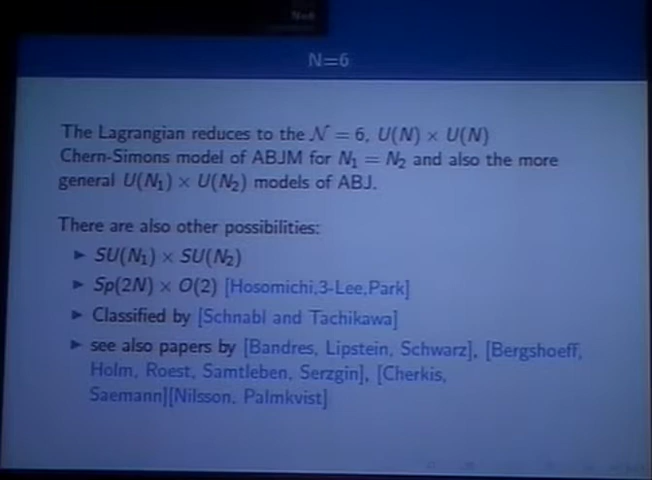 N=6
N=6
The Lagrangian reduces to the 𝒩 = 6, U(N) × U(N)
Chern-Simons model of ABJM for N₁ = N₂ and also the more
general U(N₁) × U(N₂) models of ABJ.
There are also other possibilities:
► SU(N₁) × SU(N₂)
► Sp(2N) × O(2) [Hosomichi,3-Lee,Park]
► Classified by [Schnabl and Tachikawa]
► see also papers by [Bandres, Lipstein, Schwarz], [Bergshoeff,
Holm, Roest, Samtleben, Serzgin], [Cherkis,
Saemann][Nilsson, Palmkvist]